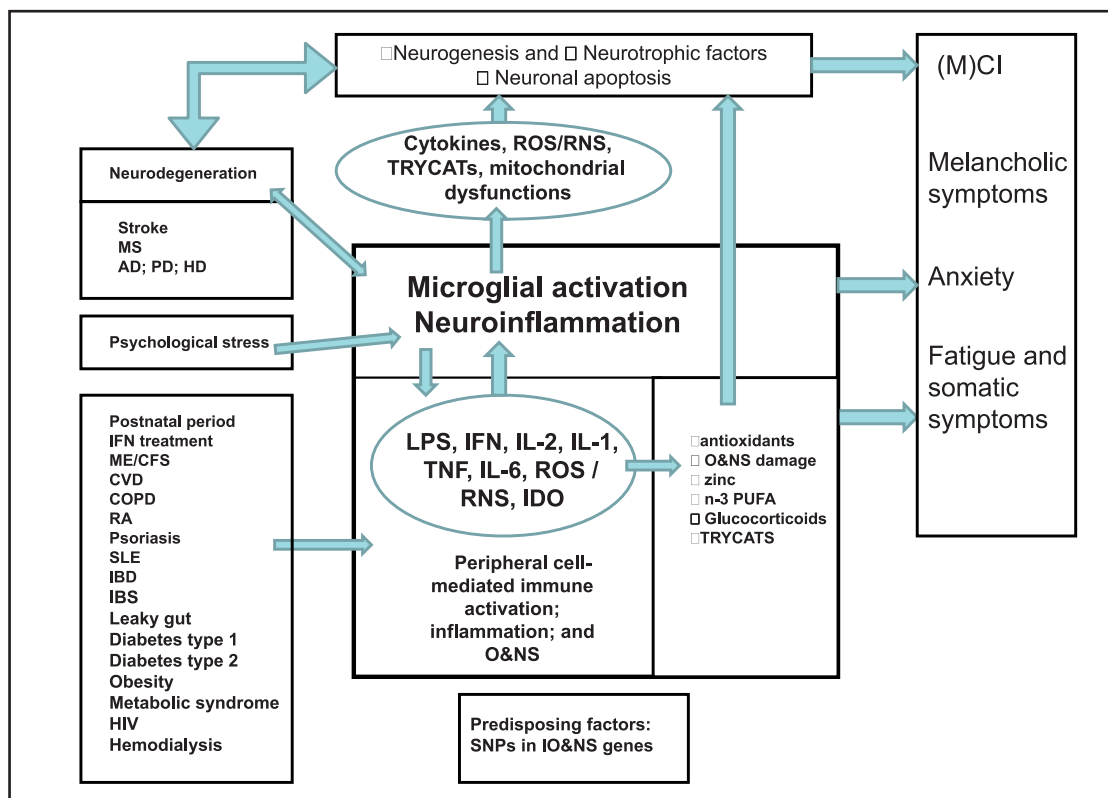 □Neurogenesis and □ Neurotrophic factors
□ Neuronal apoptosis
(M)CI
Melancholic
symptoms
Anxiety
Fatigue and
somatic
symptoms
Cytokines, ROS/RNS,
TRYCATs, mitochondrial
dysfunctions
Neurodegeneration
Stroke
MS
AD; PD; HD
Microglial activation
Neuroinflammation
Psychological stress
Postnatal period
IFN treatment
ME/CFS
CVD
COPD
RA
Psoriasis
SLE
IBD
IBS
Leaky gut
Diabetes type 1
Diabetes type 2
Obesity
Metabolic syndrome
HIV
Hemodialysis
LPS, IFN, IL-2, IL-1,
TNF, IL-6, ROS /
RNS, IDO
Peripheral cell-
mediated immune
activation;
inflammation; and
O&NS
□antioxidants
□ O&NS damage
□ zinc
□ n-3 PUFA
□ Glucocorticoids
□TRYCATS
Predisposing factors:
SNPs in IO&NS genes